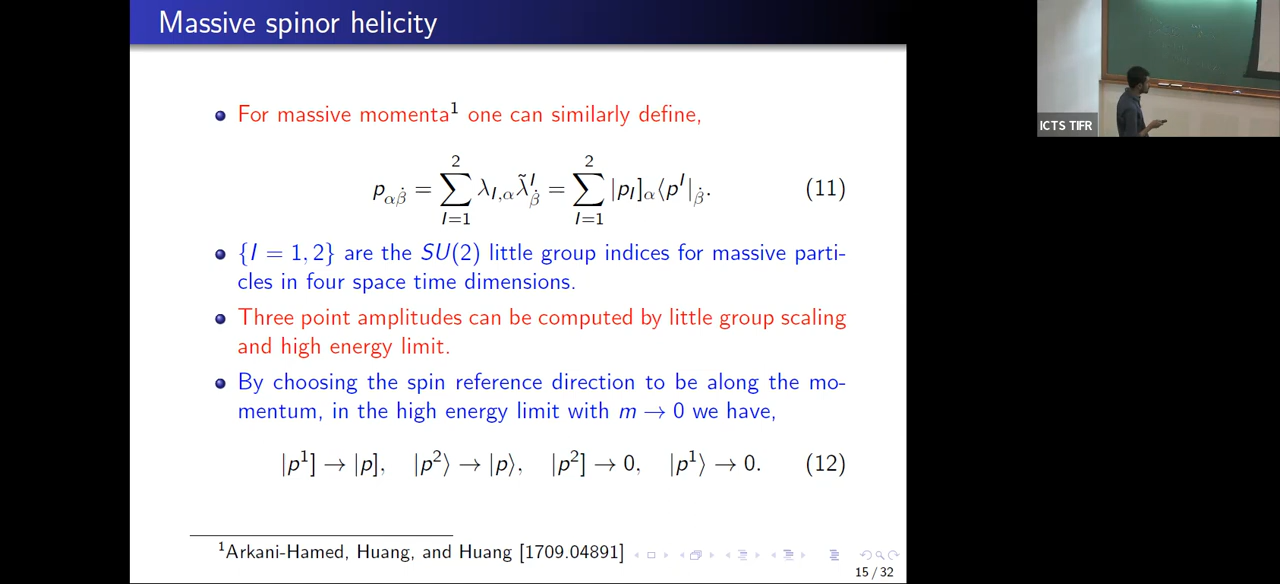 Massive spinor helicity
For massive momenta¹ one can similarly define,
p_{αβ̇} = ∑_{I=1}^{2} λ_{I,α} λ̃^I_{β̇} = ∑_{I=1}^{2} |p_I]_α ⟨p^I|_{β̇}. (11)
{I = 1, 2} are the SU(2) little group indices for massive parti-
cles in four space time dimensions.
Three point amplitudes can be computed by little group scaling
and high energy limit.
By choosing the spin reference direction to be along the mo-
mentum, in the high energy limit with m → 0 we have,
|p¹] → |p], |p²⟩ → |p⟩, |p²] → 0, |p¹⟩ → 0. (12)
¹Arkani-Hamed, Huang, and Huang [1709.04891]
15 / 32
ICTS TIFR